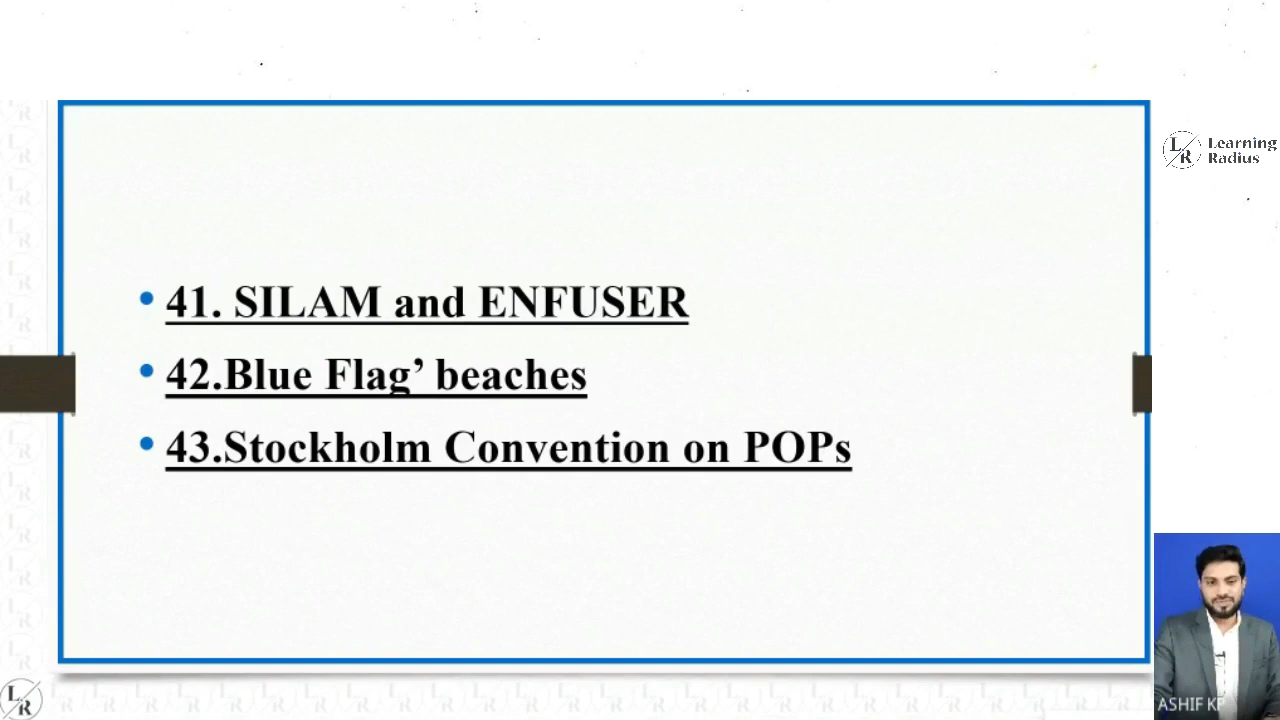 Learning
Radius
41. SILAM and ENFUSER
42.Blue Flag’ beaches
43.Stockholm Convention on POPs
ASHIF KP